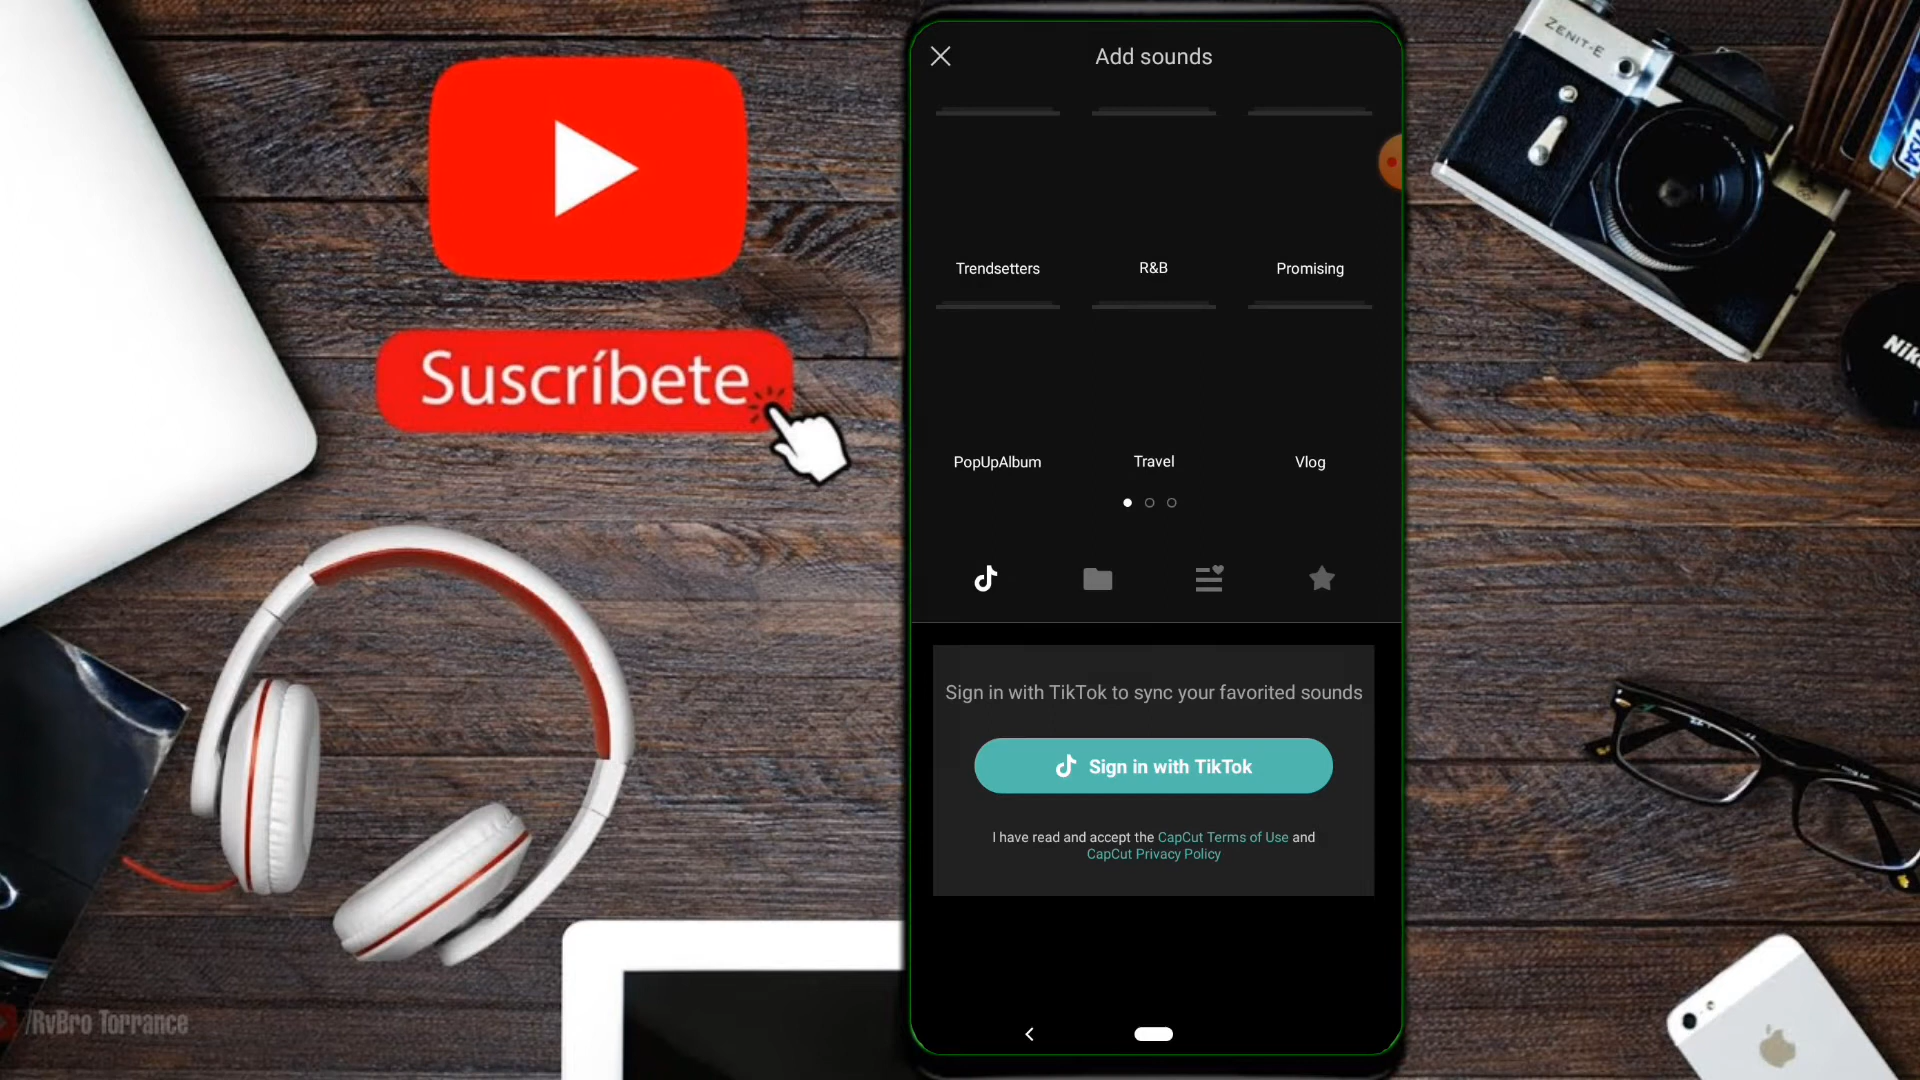 Add sounds
Trendsetters
R&B
Promising
PopUpAlbum
Travel
Vlog
Sign in with TikTok to sync your favorited sounds
Sign in with TikTok
I have read and accept the CapCut Terms of Use and
CapCut Privacy Policy
Suscríbete
ZENIT-E
VISA
/RvBro Torrance